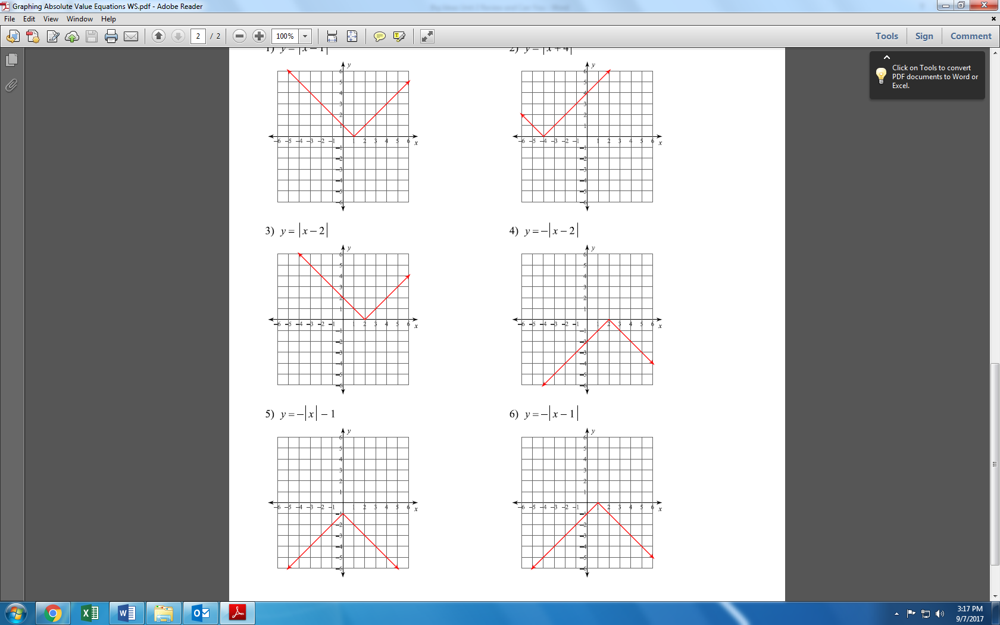 Graphing Absolute Value Equations WS.pdf - Adobe Reader
File Edit View Window Help
2 / 2 100% Tools Sign Comment
Click on Tools to convert
PDF documents to Word or
Excel.
1) y = |x − 1| 2) y = |x + 4|
y y
6 6
5 5
4 4
3 3
2 2
1 1
−6 −5 −4 −3 −2 −1 1 2 3 4 5 6 x −6 −5 −4 −3 −2 −1 1 2 3 4 5 6 x
−1 −1
−2 −2
−3 −3
−4 −4
−5 −5
−6 −6
3) y = |x − 2| 4) y = −|x − 2|
y y
6 6
5 5
4 4
3 3
2 2
1 1
−6 −5 −4 −3 −2 −1 1 2 3 4 5 6 x −6 −5 −4 −3 −2 −1 1 2 3 4 5 6 x
−1 −1
−2 −2
−3 −3
−4 −4
−5 −5
−6 −6
5) y = −|x| − 1 6) y = −|x − 1|
y y
6 6
5 5
4 4
3 3
2 2
1 1
−6 −5 −4 −3 −2 −1 1 2 3 4 5 6 x −6 −5 −4 −3 −2 −1 1 2 3 4 5 6 x
−1 −1
−2 −2
−3 −3
−4 −4
−5 −5
−6 −6
3:17 PM
9/7/2017